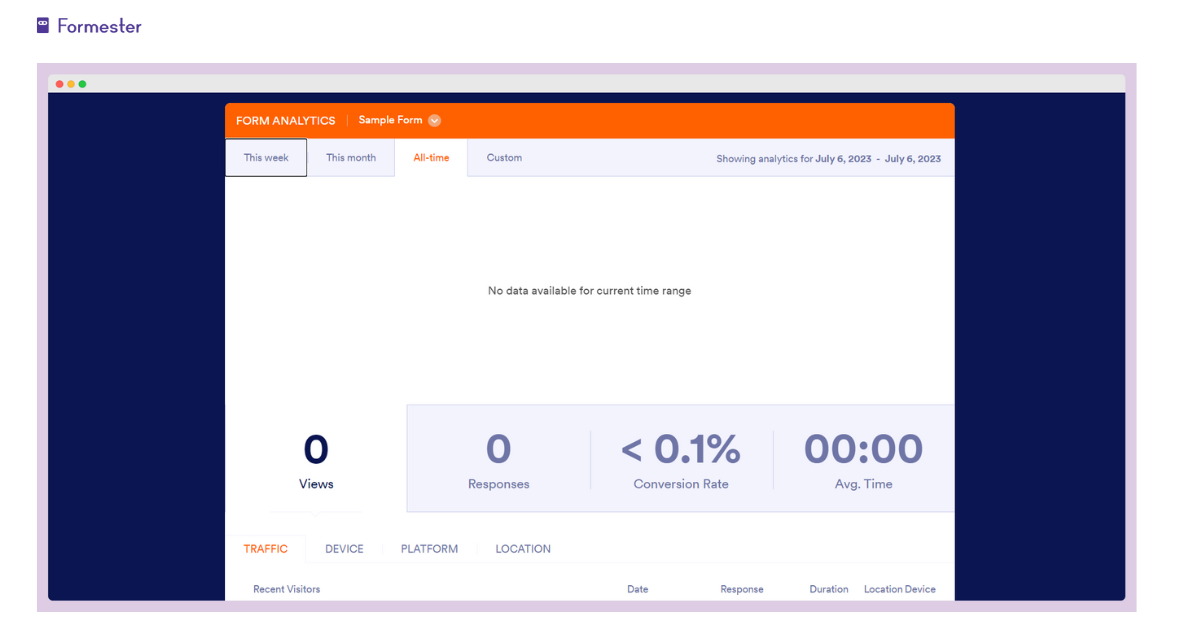 Formester
FORM ANALYTICS | Sample Form
This week This month All-time Custom Showing analytics for July 6, 2023 - July 6, 2023
No data available for current time range
0 0 < 0.1% 00:00
Views Responses Conversion Rate Avg. Time
TRAFFIC DEVICE PLATFORM LOCATION
Recent Visitors Date Response Duration Location Device